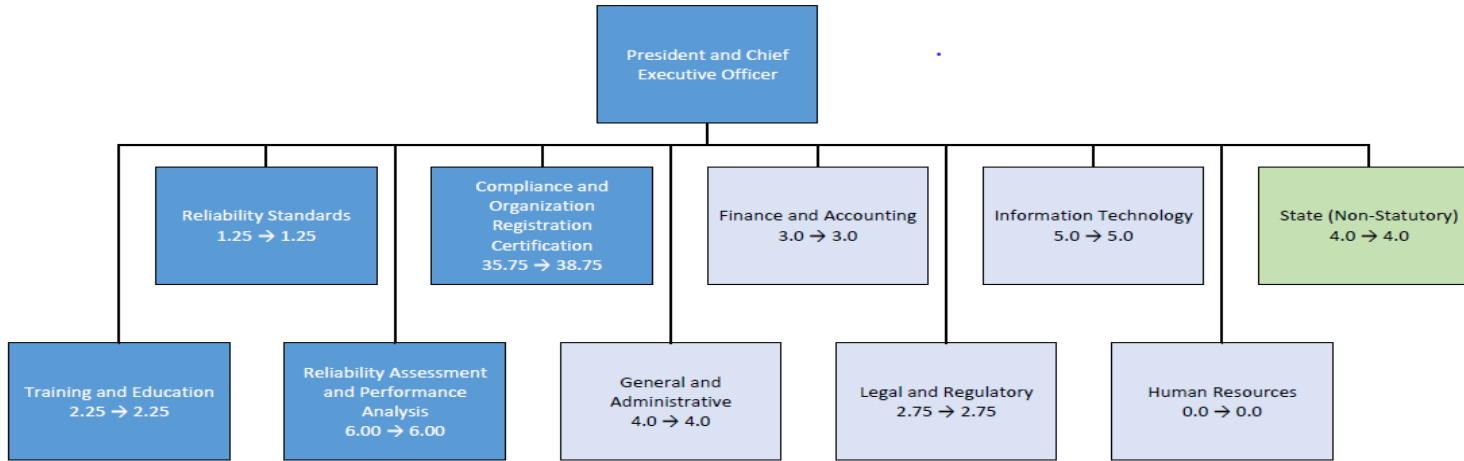 President and Chief
Executive Officer
Reliability Standards
1.25 → 1.25
Compliance and
Organization
Registration
Certification
35.75 → 38.75
Finance and Accounting
3.0 → 3.0
Information Technology
5.0 → 5.0
State (Non-Statutory)
4.0 → 4.0
Training and Education
2.25 → 2.25
Reliability Assessment
and Performance
Analysis
6.00 → 6.00
General and
Administrative
4.0 → 4.0
Legal and Regulatory
2.75 → 2.75
Human Resources
0.0 → 0.0